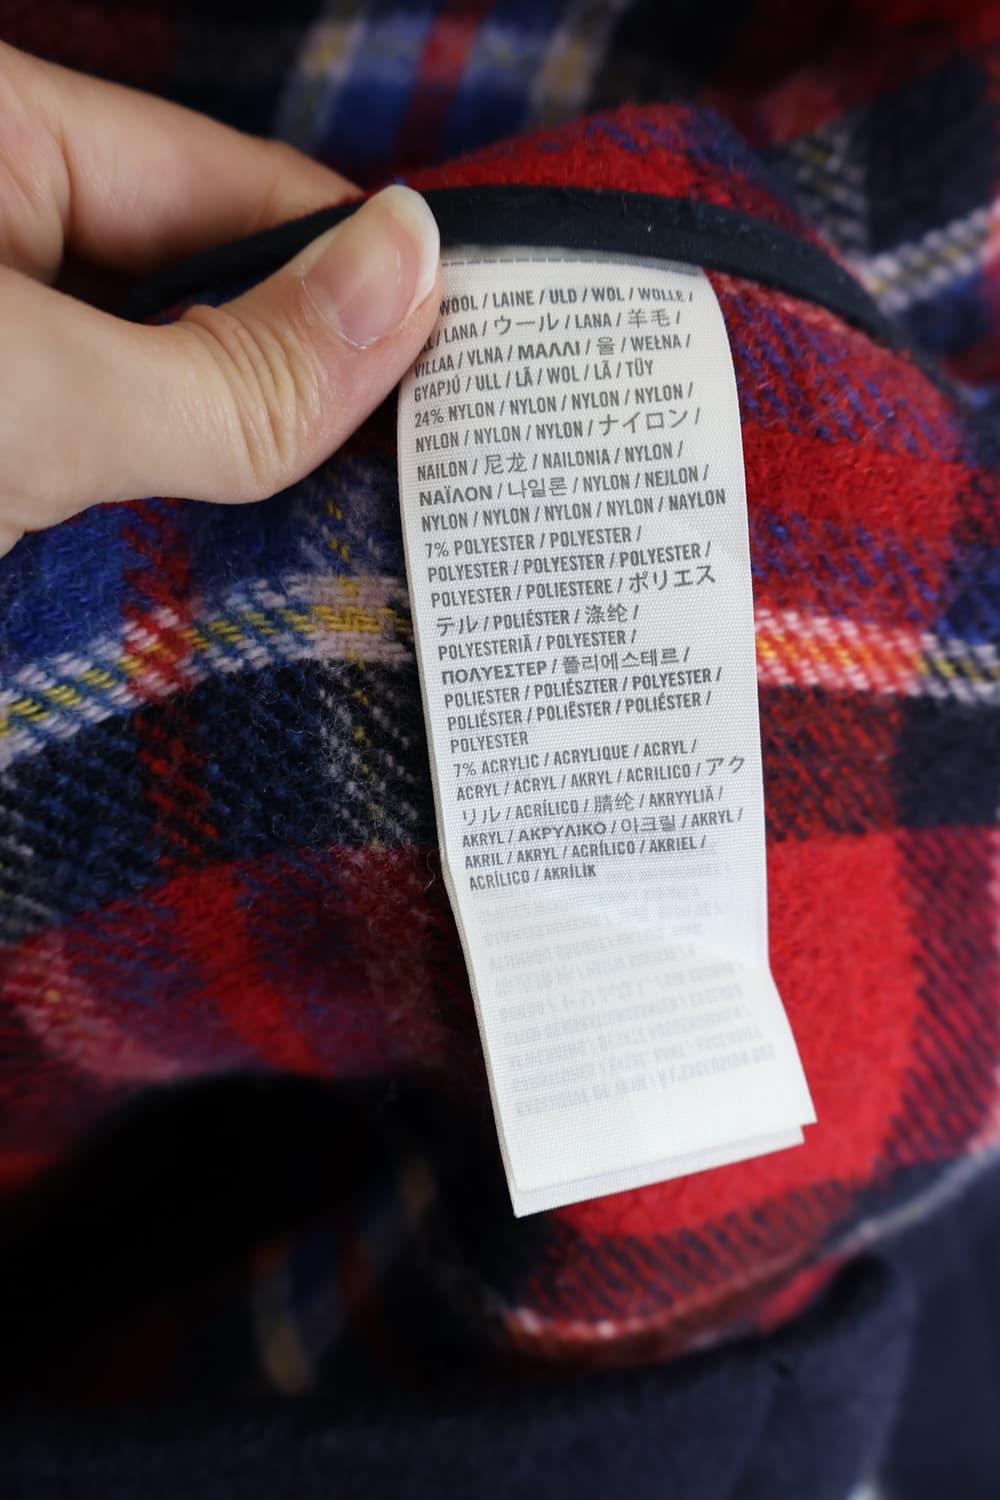 WOOL / LAINE / ULD / WOL / WOLLE /
/ LANA / ウール / LANA / 羊毛 /
VILLAA / VLNA / ΜΑΛΛΙ / 울 / WEŁNA /
GYAPJÚ / ULL / LÃ / WOL / LÃ / TÜY
24% NYLON / NYLON / NYLON / NYLON /
NYLON / NYLON / NYLON / ナイロン /
NAILON / 尼龙 / NAILONIA / NYLON /
ΝΑΪΛΟΝ / 나일론 / NYLON / NEJLON /
NYLON / NYLON / NYLON / NYLON / NAYLON
7% POLYESTER / POLYESTER /
POLYESTER / POLYESTER / POLYESTER /
POLYESTER / POLIESTERE / ポリエス
テル / POLIÉSTER / 涤纶 /
POLYESTERIÄ / POLYESTER /
ΠΟΛΥΕΣΤΕΡ / 폴리에스테르 /
POLIESTER / POLIÉSZTER / POLYESTER /
POLIÉSTER / POLIËSTER / POLIÉSTER /
POLYESTER
7% ACRYLIC / ACRYLIQUE / ACRYL /
ACRYL / ACRYL / AKRYL / ACRILICO / アク
リル / ACRÍLICO / 腈纶 / AKRYYLIÄ /
AKRYL / ΑΚΡΥΛΙΚΟ / 아크릴 / AKRYL /
AKRIL / AKRYL / ACRÍLICO / AKRIEL /
ACRÍLICO / AKRİLİK